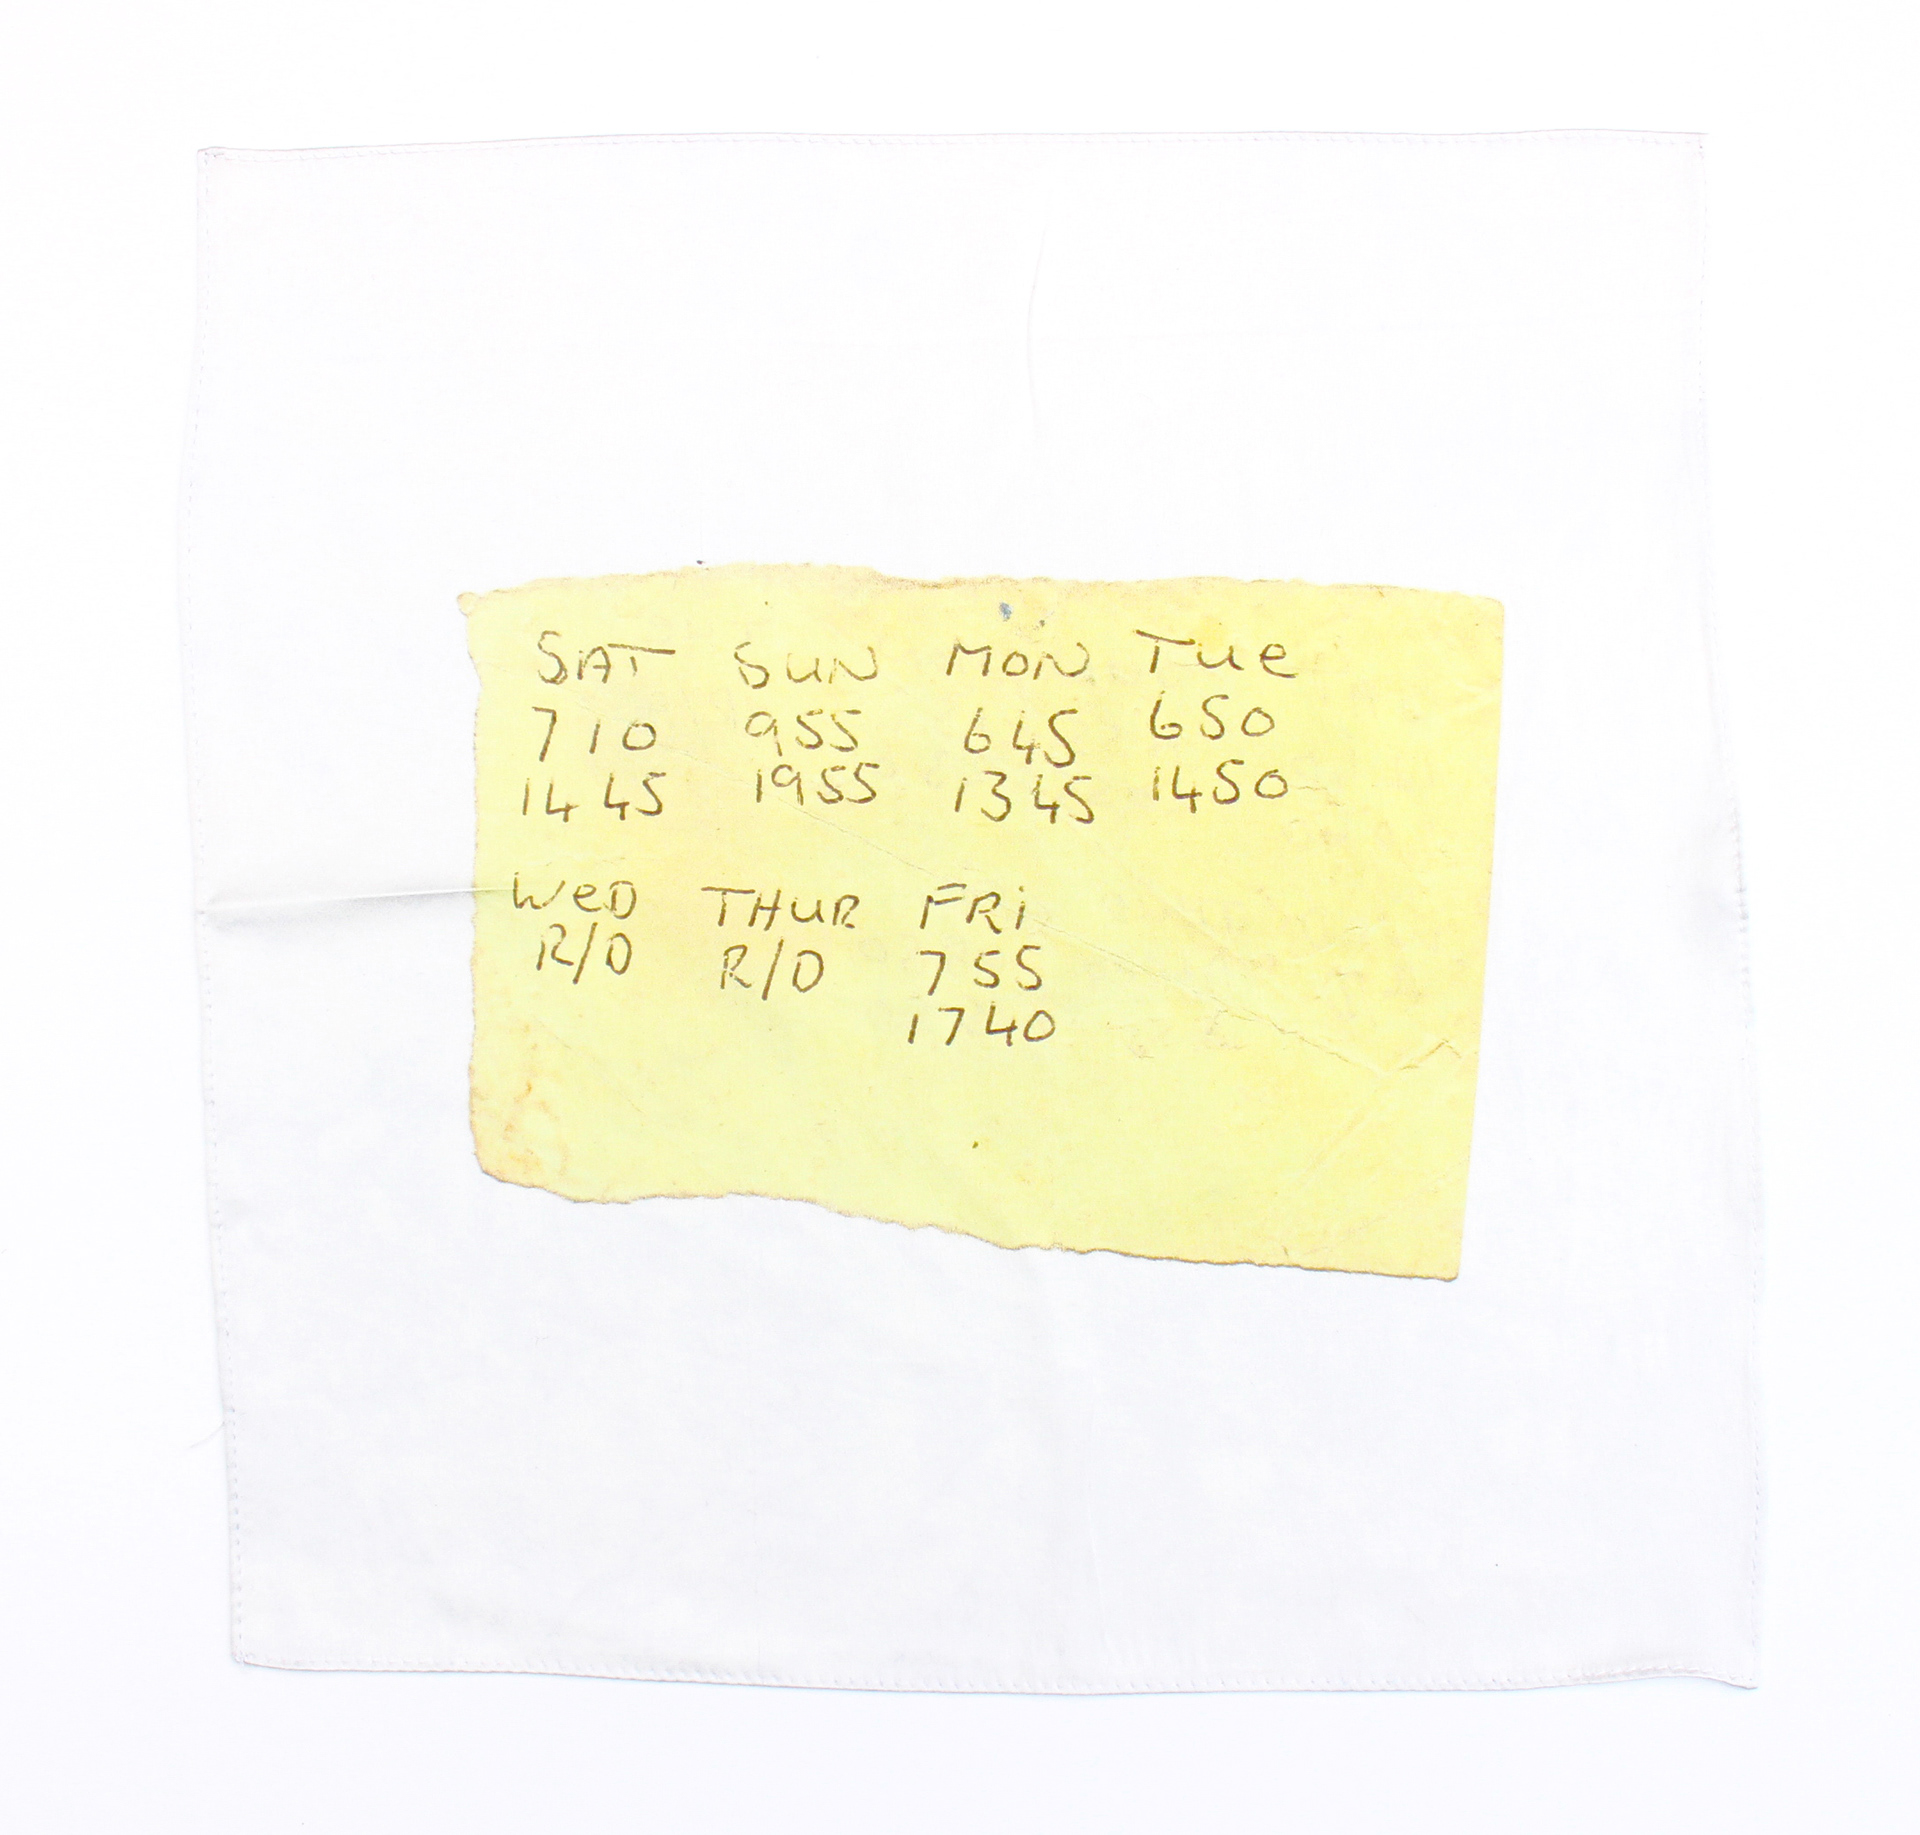 SAT SUN MON Tue
710 955 645 650
1445 1955 1345 1450
WeD THUR FRi
R/D R/D 755
1740